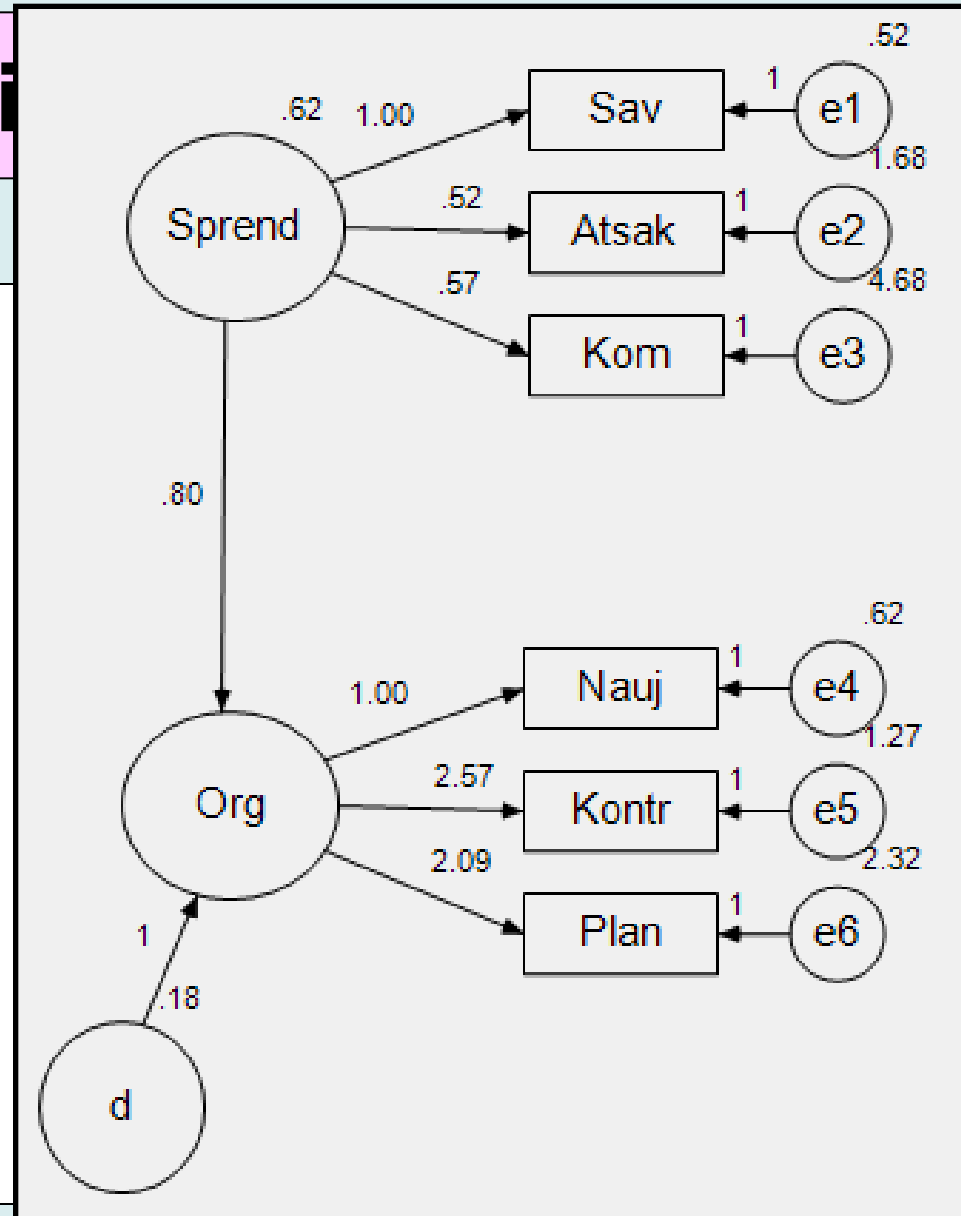 .52
.62 1.00 Sav 1 e1
1.68
Sprend .52 Atsak 1 e2
4.68
.57 Kom 1 e3
.80
.62
1.00 Nauj 1 e4
1.27
Org 2.57 Kontr 1 e5
2.32
2.09 Plan 1 e6
1
.18
d